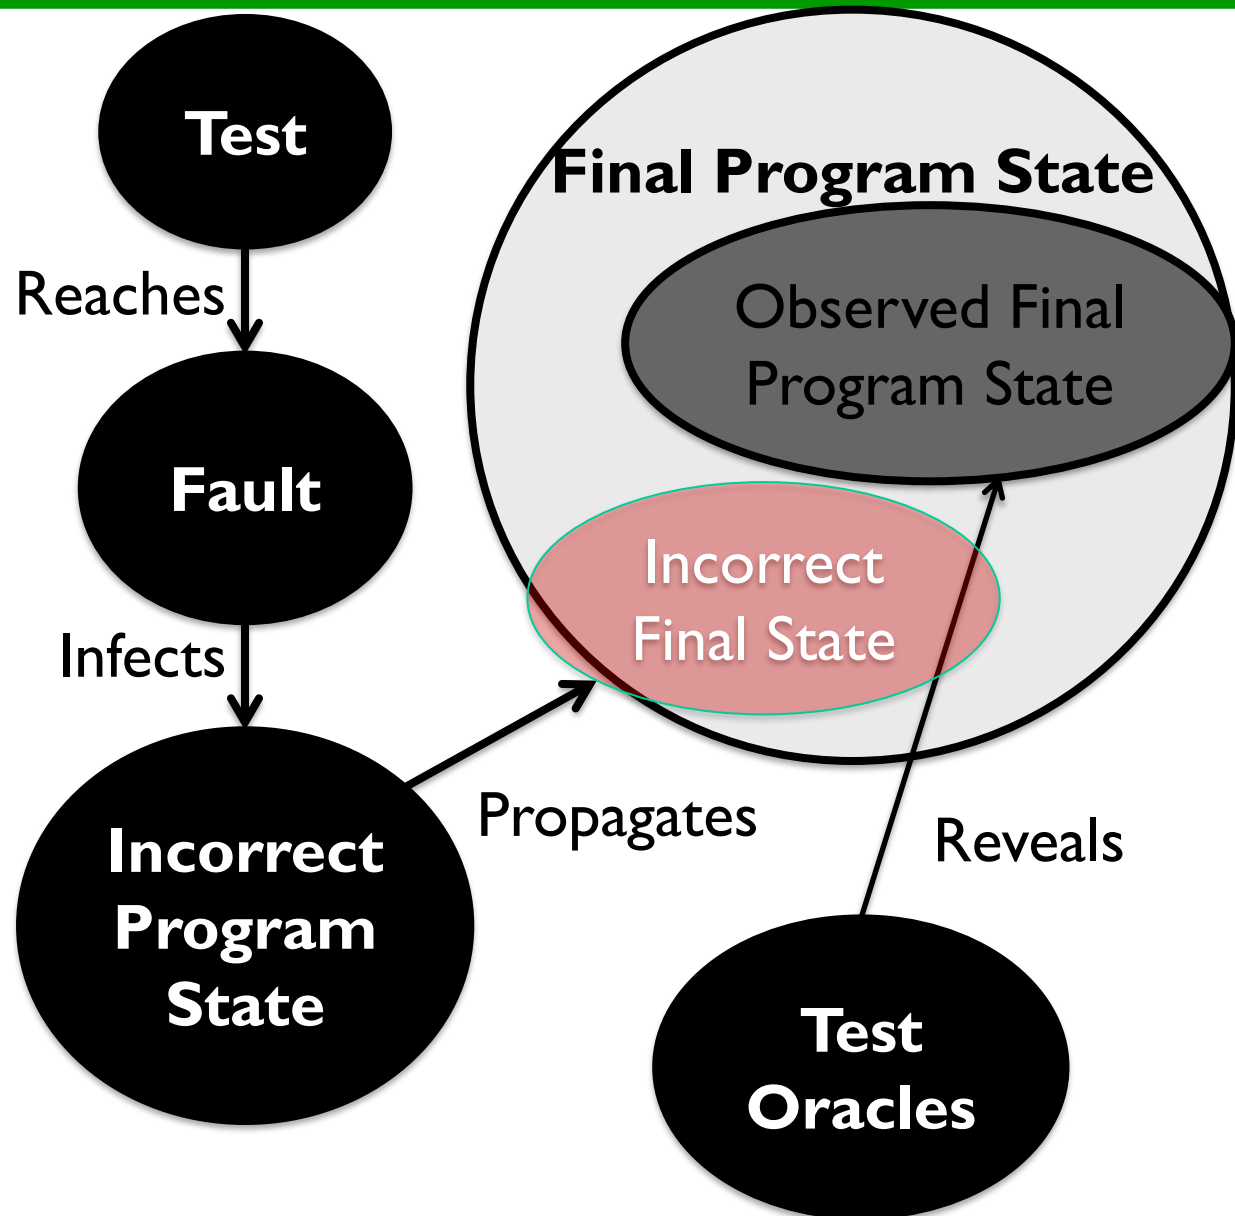 Test
Reaches
Fault
Infects
Incorrect
Program
State
Propagates
Final Program State
Observed Final
Program State
Incorrect
Final State
Reveals
Test
Oracles